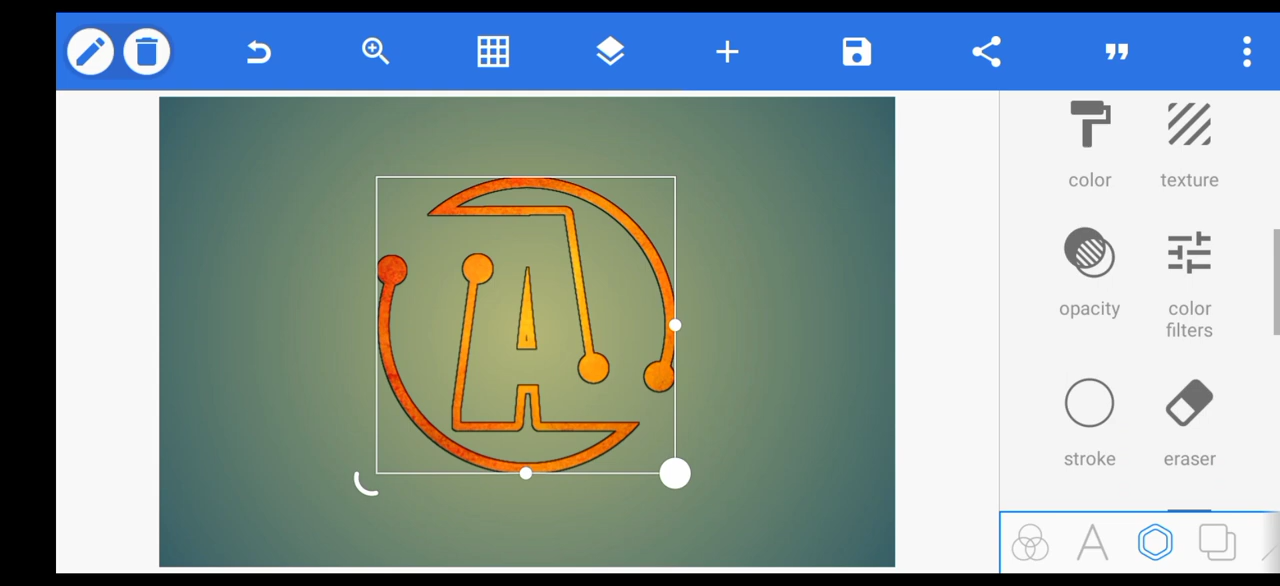 color texture
opacity color filters
stroke eraser
A